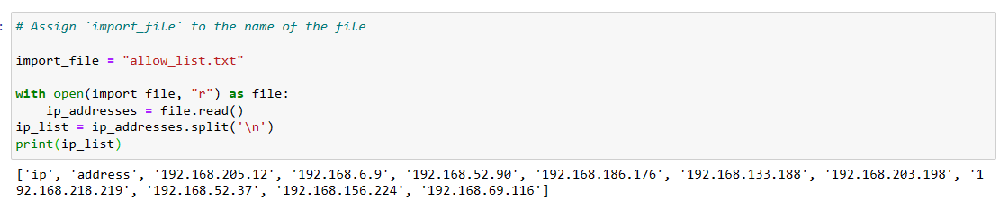 # Assign `import_file` to the name of the file
import_file = "allow_list.txt"
with open(import_file, "r") as file:
    ip_addresses = file.read()
ip_list = ip_addresses.split('\n')
print(ip_list)
['ip', 'address', '192.168.205.12', '192.168.6.9', '192.168.52.90', '192.168.186.176', '192.168.133.188', '192.168.203.198', '1
92.168.218.219', '192.168.52.37', '192.168.156.224', '192.168.69.116']